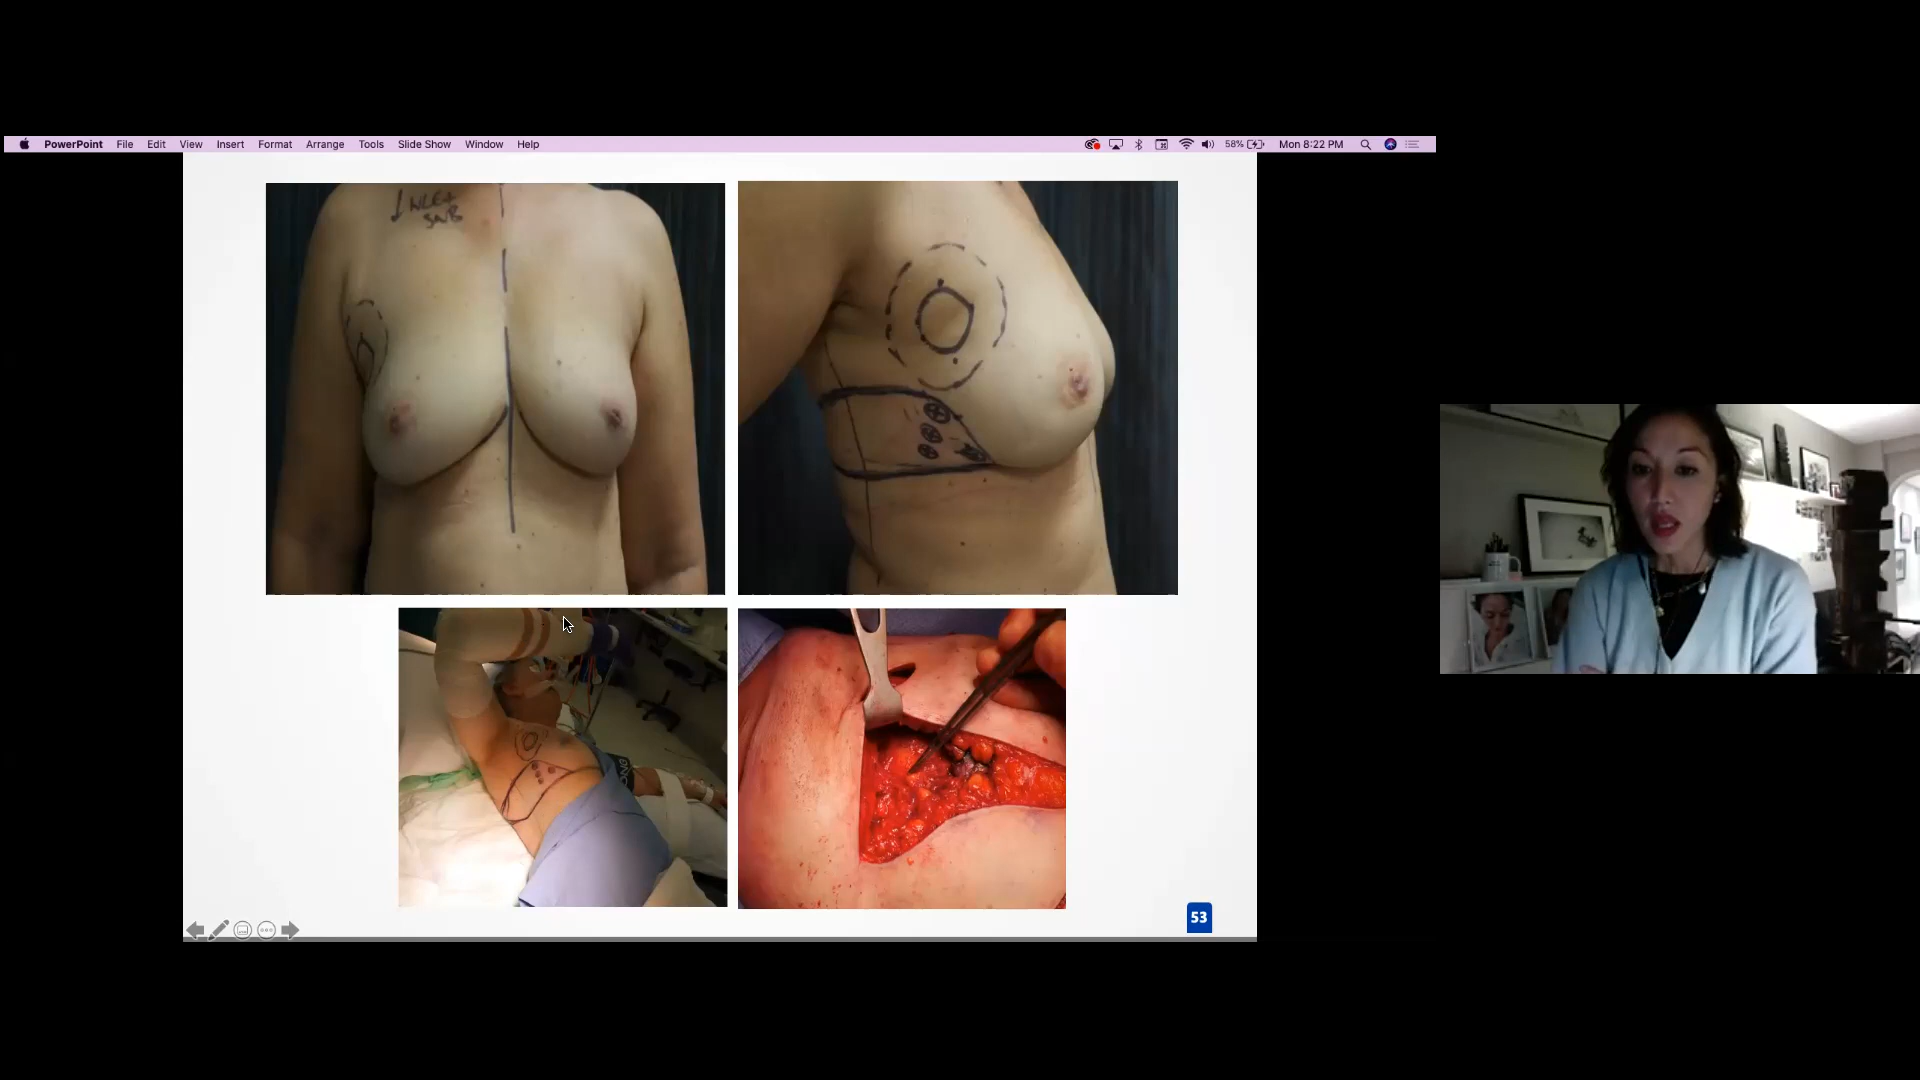 PowerPoint File Edit View Insert Format Arrange Tools Slide Show Window Help 58% Mon 8:22 PM
WLE+
SNB
53